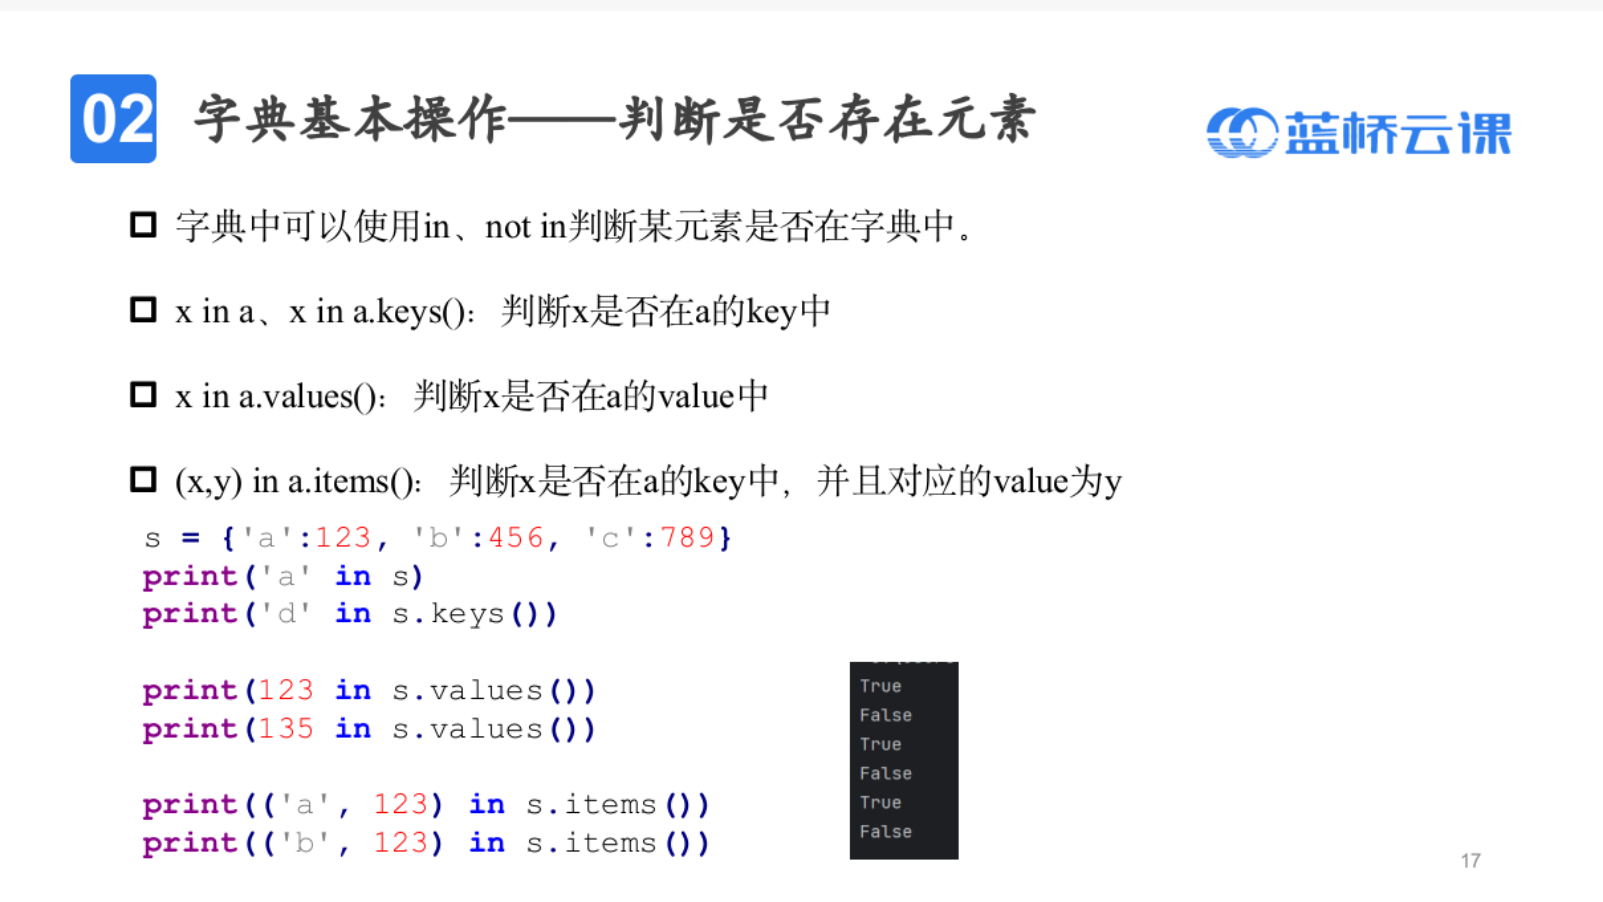 02 字典基本操作——判断是否存在元素
蓝桥云课
字典中可以使用in、not in判断某元素是否在字典中。
x in a、x in a.keys()：判断x是否在a的key中
x in a.values()：判断x是否在a的value中
(x,y) in a.items()：判断x是否在a的key中，并且对应的value为y
s = {'a':123, 'b':456, 'c':789}
print('a' in s)
print('d' in s.keys())
print(123 in s.values())
print(135 in s.values())
print(('a', 123) in s.items())
print(('b', 123) in s.items())
True
False
True
False
True
False
17